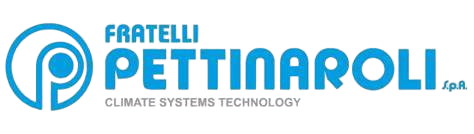 FRATELLI
PETTINAROLI S.p.A.
CLIMATE SYSTEMS TECHNOLOGY